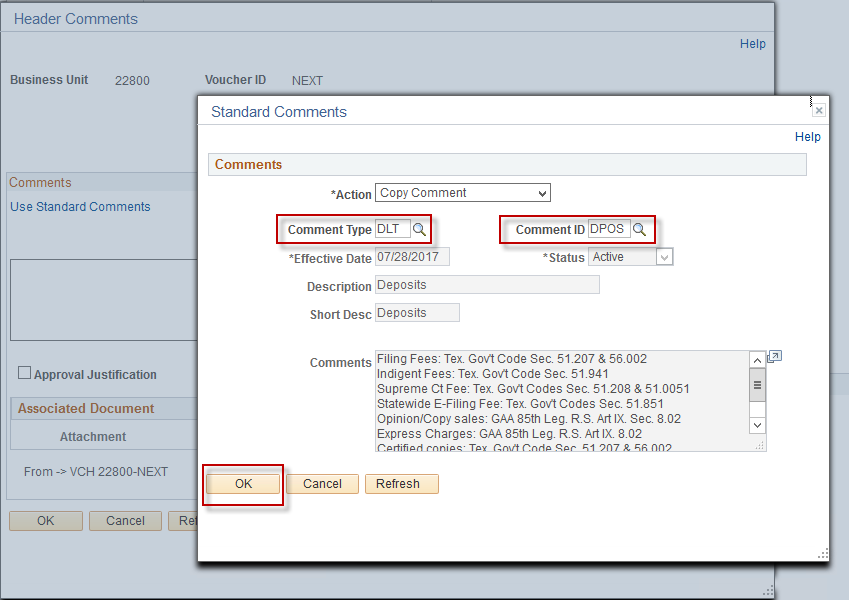 Header Comments
Help
Business Unit 22800 Voucher ID NEXT
Standard Comments
Help
Comments
*Action Copy Comment
Comment Type DLT Comment ID DPOS
*Effective Date 07/28/2017 *Status Active
Description Deposits
Short Desc Deposits
Comments
Filing Fees: Tex. Gov't Code Sec. 51.207 & 56.002
Indigent Fees: Tex. Gov't Code Sec. 51.941
Supreme Ct Fee: Tex. Gov't Codes Sec. 51.208 & 51.0051
Statewide E-Filing Fee: Tex. Gov't Codes Sec. 51.851
Opinion/Copy sales: GAA 85th Leg. R.S. Art IX. Sec. 8.02
Express Charges: GAA 85th Leg. R.S. Art IX. 8.02
Certified copies: Tex. Gov't Code Sec. 51.207 & 56.002
OK Cancel Refresh
Comments
Use Standard Comments
Approval Justification
Associated Document
Attachment
From -> VCH 22800-NEXT
OK Cancel Ref